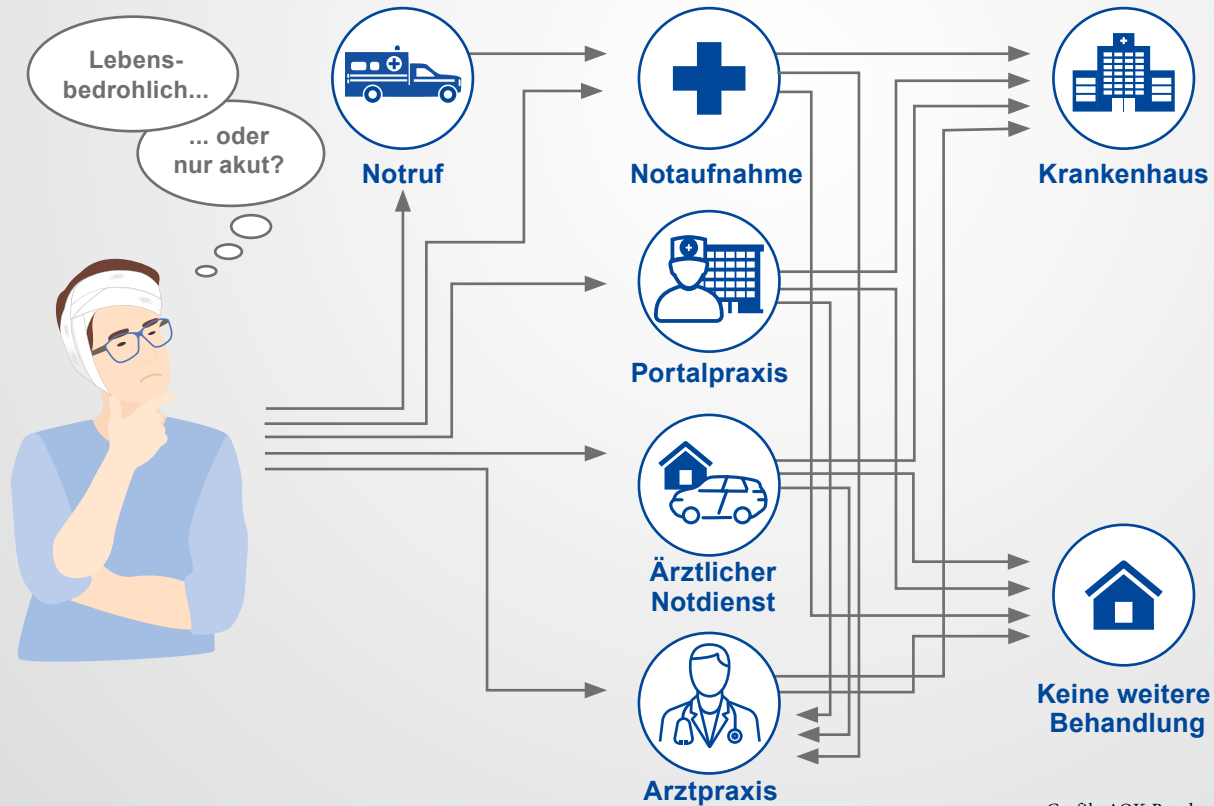 Lebens-
bedrohlich...
... oder
nur akut?
Notruf
Notaufnahme
Krankenhaus
Portalpraxis
Ärztlicher
Notdienst
Keine weitere
Behandlung
Arztpraxis